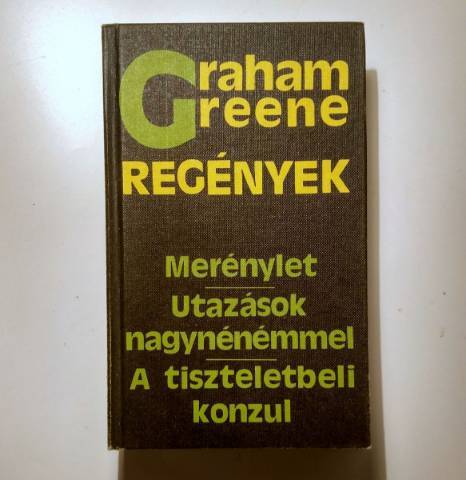 Graham
Greene
REGÉNYEK
Merénylet
Utazások
nagynénémmel
A tiszteletbeli
konzul